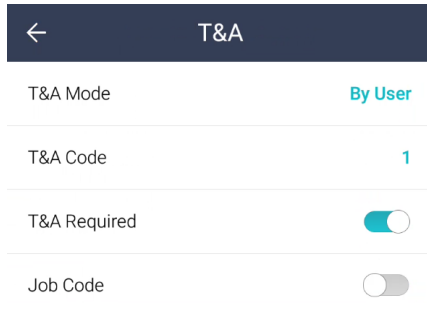 T&A
T&A Mode By User
T&A Code 1
T&A Required
Job Code